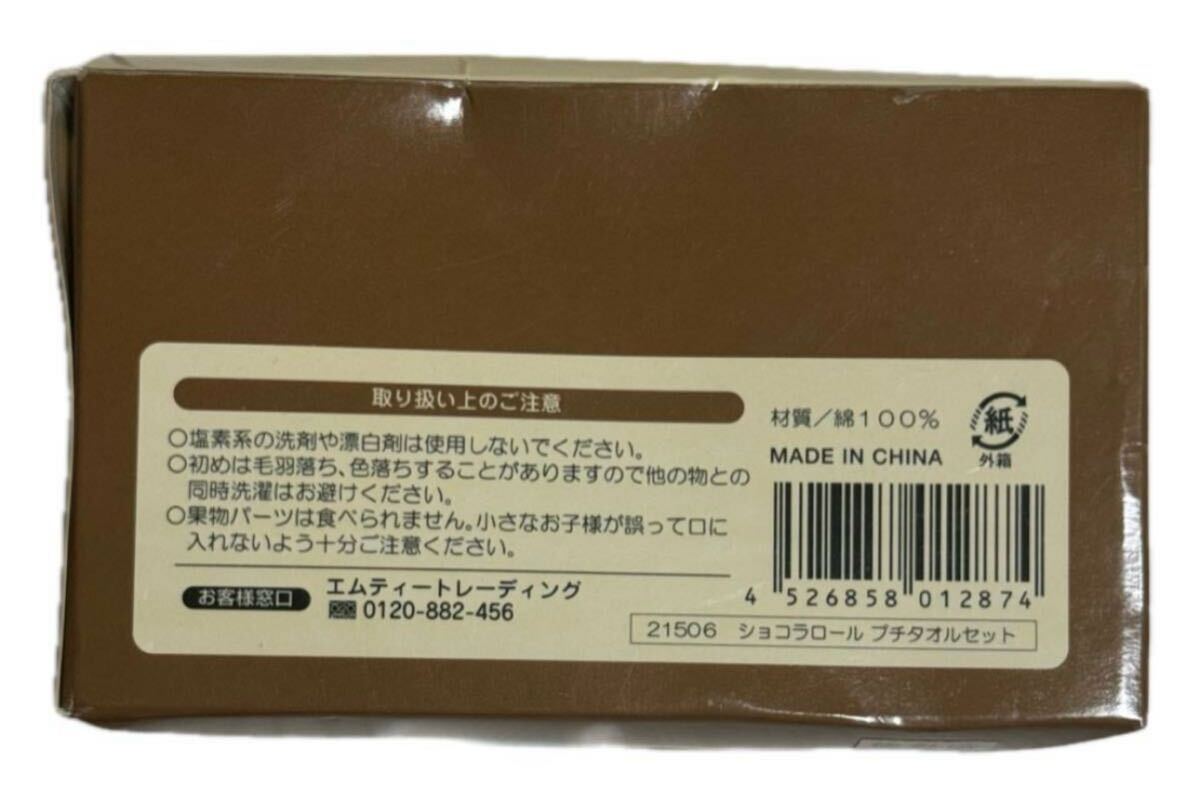 取り扱い上のご注意
○塩素系の洗剤や漂白剤は使用しないでください。
○初めは毛羽落ち、色落ちすることがありますので他の物との
同時洗濯はお避けください。
○果物パーツは食べられません。小さなお子様が誤って口に
入れないよう十分ご注意ください。
お客様窓口
エムティートレーディング
0120-882-456
材質／綿100%
紙
外箱
MADE IN CHINA
4 526858 012874
21506 ショコラロール プチタオルセット